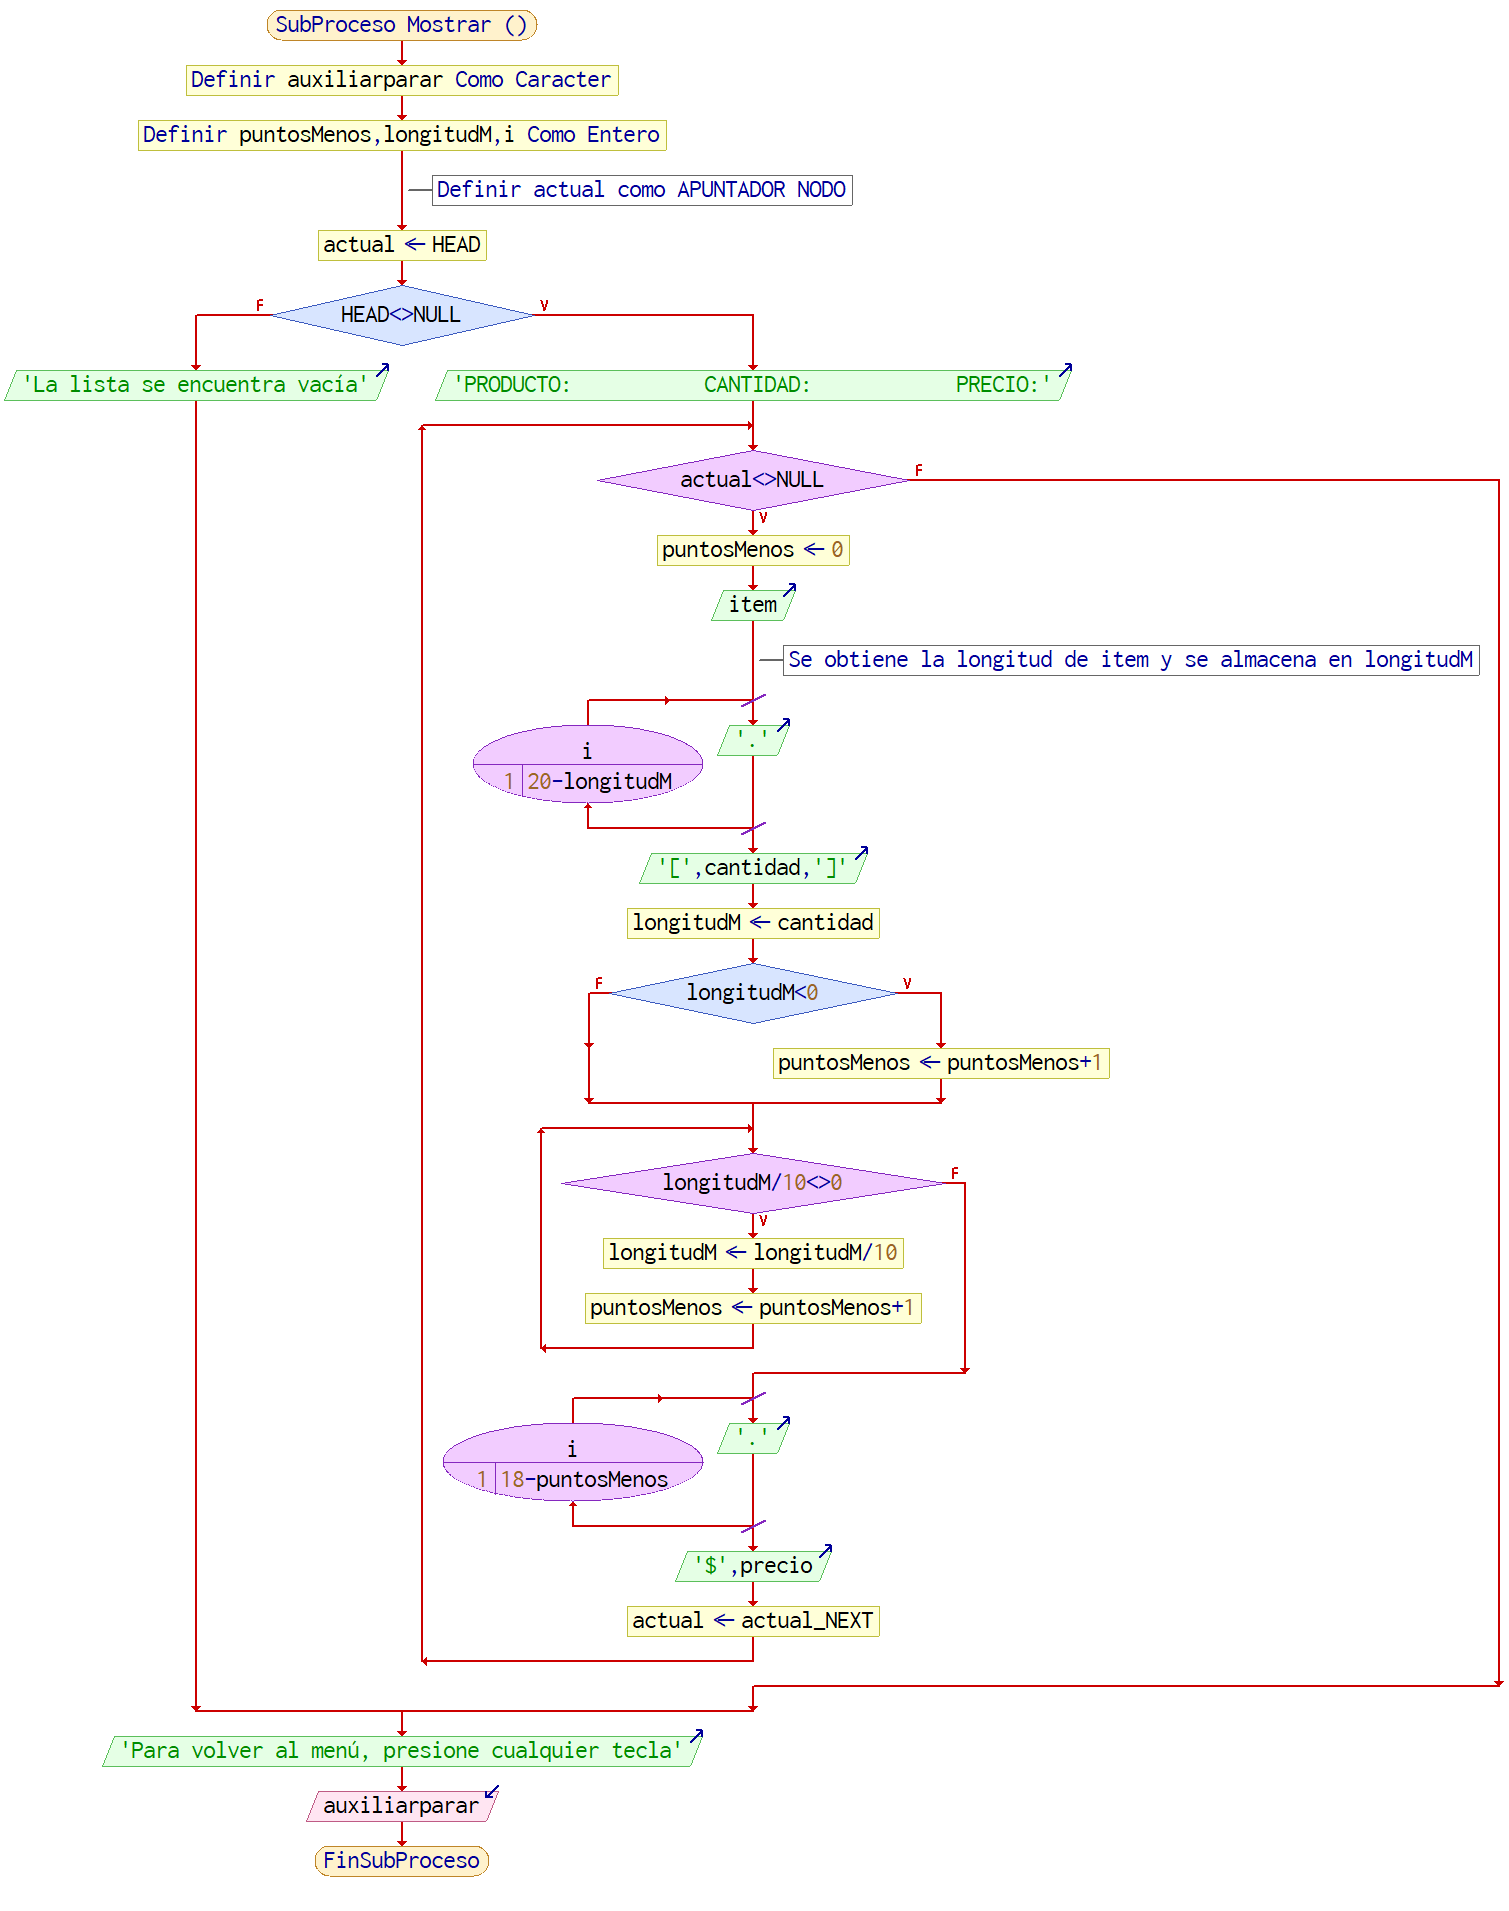 SubProceso Mostrar ()
Definir auxiliarparar Como Caracter
Definir puntosMenos,longitudM,i Como Entero
Definir actual como APUNTADOR NODO
actual ← HEAD
HEAD<>NULL
F
V
'La lista se encuentra vacía'
'PRODUCTO: CANTIDAD: PRECIO:'
actual<>NULL
F
V
puntosMenos ← 0
item
Se obtiene la longitud de item y se almacena en longitudM
'.'
i
1 20-longitudM
'[',cantidad,']'
longitudM ← cantidad
longitudM<0
F
V
puntosMenos ← puntosMenos+1
longitudM/10<>0
F
V
longitudM ← longitudM/10
puntosMenos ← puntosMenos+1
'.'
i
1 18-puntosMenos
'$',precio
actual ← actual_NEXT
'Para volver al menú, presione cualquier tecla'
auxiliarparar
FinSubProceso